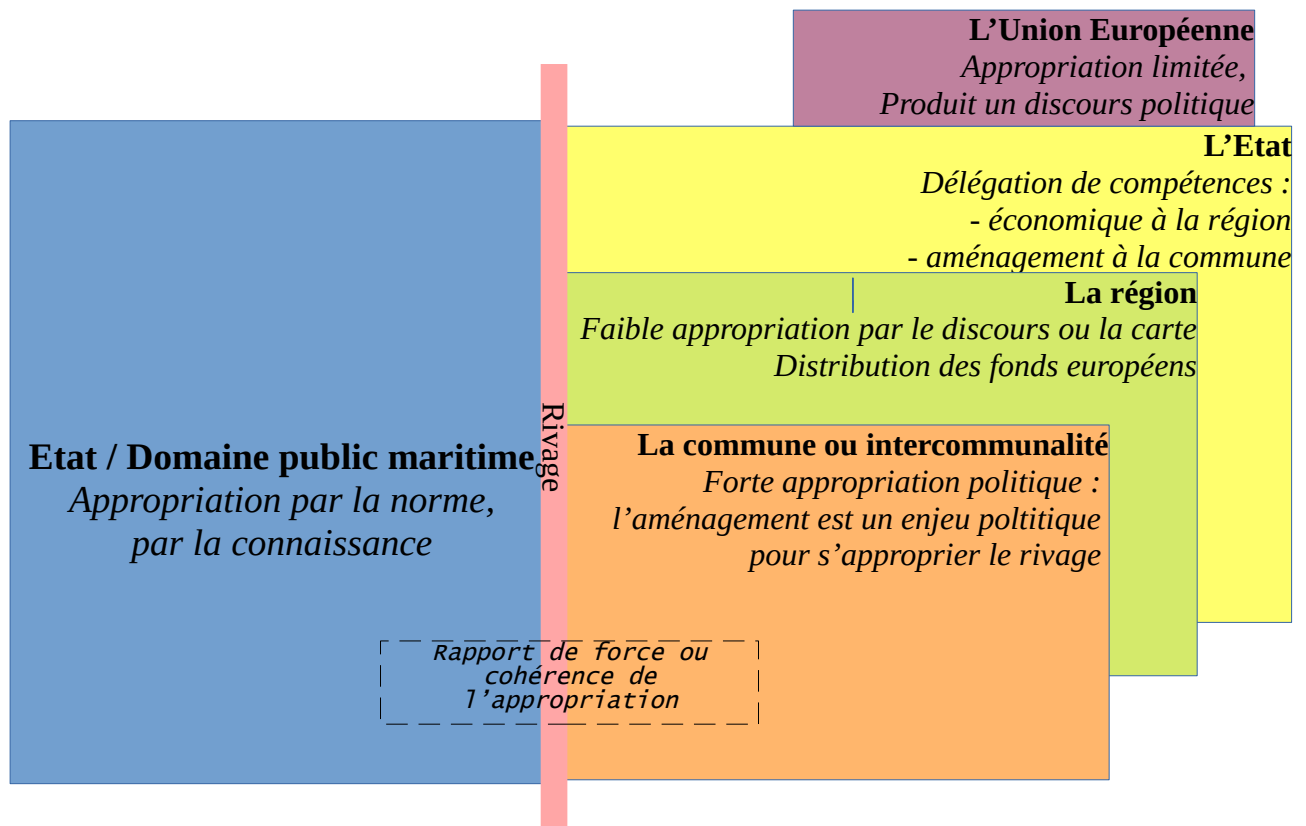 L’Union Européenne
Appropriation limitée,
Produit un discours politique
L’Etat
Délégation de compétences :
- économique à la région
- aménagement à la commune
La région
Faible appropriation par le discours ou la carte
Distribution des fonds européens
Rivage
Etat / Domaine public maritime
Appropriation par la norme,
par la connaissance
La commune ou intercommunalité
Forte appropriation politique :
l’aménagement est un enjeu poltitique
pour s’approprier le rivage
Rapport de force ou
cohérence de
l’appropriation